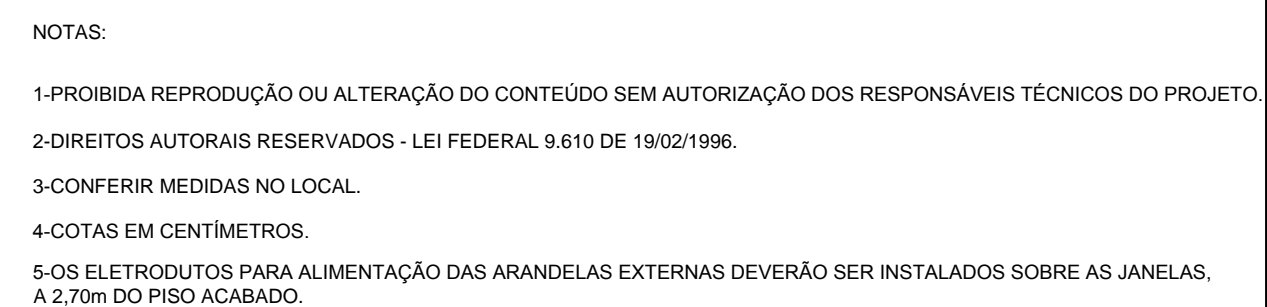 NOTAS:
1-PROIBIDA REPRODUÇÃO OU ALTERAÇÃO DO CONTEÚDO SEM AUTORIZAÇÃO DOS RESPONSÁVEIS TÉCNICOS DO PROJETO.
2-DIREITOS AUTORAIS RESERVADOS - LEI FEDERAL 9.610 DE 19/02/1996.
3-CONFERIR MEDIDAS NO LOCAL.
4-COTAS EM CENTÍMETROS.
5-OS ELETRODUTOS PARA ALIMENTAÇÃO DAS ARANDELAS EXTERNAS DEVERÃO SER INSTALADOS SOBRE AS JANELAS,
A 2,70m DO PISO ACABADO.